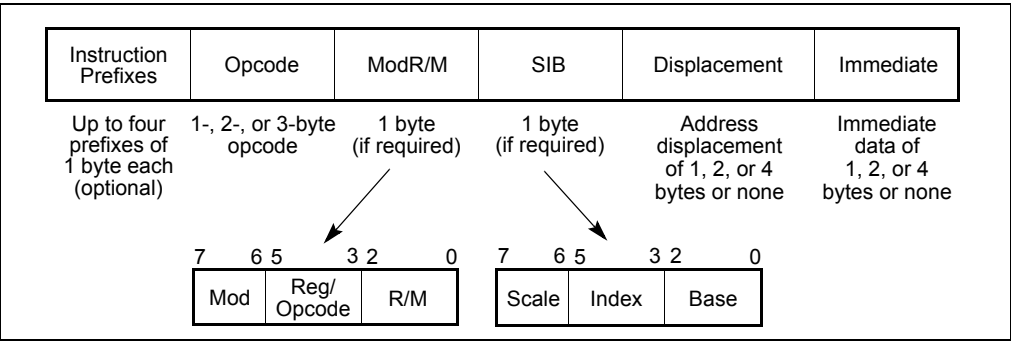 Instruction
Prefixes
Opcode
ModR/M
SIB
Displacement
Immediate
Up to four
prefixes of
1 byte each
(optional)
1-, 2-, or 3-byte
opcode
1 byte
(if required)
1 byte
(if required)
Address
displacement
of 1, 2, or 4
bytes or none
Immediate
data of
1, 2, or 4
bytes or none
7 6 5 3 2 0
Mod
Reg/
Opcode
R/M
7 6 5 3 2 0
Scale
Index
Base